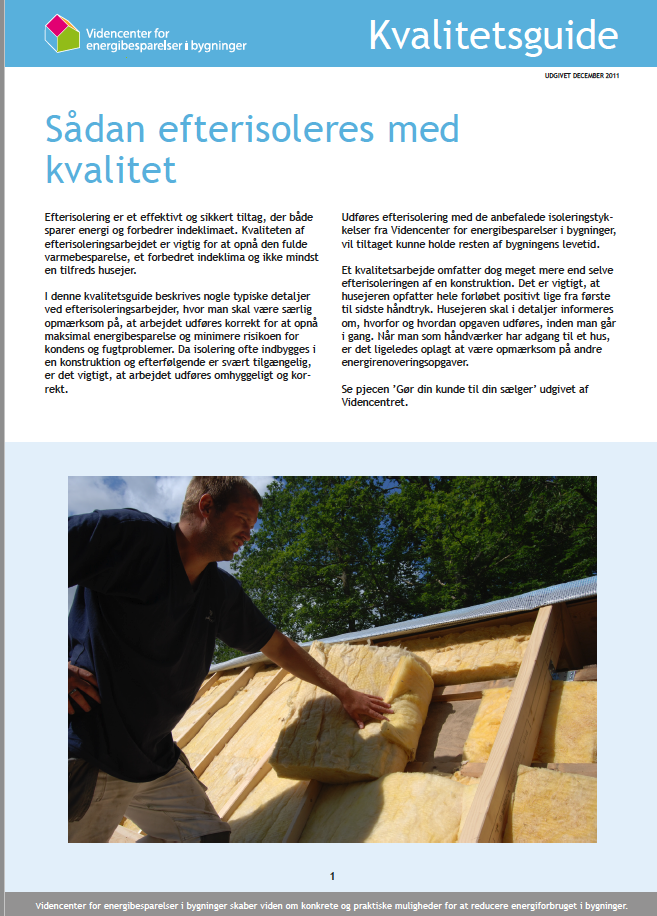 Videncenter for
energibesparelser i bygninger
Kvalitetsguide
UDGIVET DECEMBER 2011
Sådan efterisoleres med
kvalitet
Efterisolering er et effektivt og sikkert tiltag, der både
sparer energi og forbedrer indeklimaet. Kvaliteten af
efterisoleringsarbejdet er vigtig for at opnå den fulde
varmebesparelse, et forbedret indeklima og ikke mindst
en tilfreds husejer.
I denne kvalitetsguide beskrives nogle typiske detaljer
ved efterisoleringsarbejder, hvor man skal være særlig
opmærksom på, at arbejdet udføres korrekt for at opnå
maksimal energibesparelse og minimere risikoen for
kondens og fugtproblemer. Da isolering ofte indbygges i
en konstruktion og efterfølgende er svært tilgængelig,
er det vigtigt, at arbejdet udføres omhyggeligt og kor-
rekt.
Udføres efterisolering med de anbefalede isoleringstyk-
kelser fra Videncenter for energibesparelser i bygninger,
vil tiltaget kunne holde resten af bygningens levetid.
Et kvalitetsarbejde omfatter dog meget mere end selve
efterisoleringen af en konstruktion. Det er vigtigt, at
husejeren opfatter hele forløbet positivt lige fra første
til sidste håndtryk. Husejeren skal i detaljer informeres
om, hvorfor og hvordan opgaven udføres, inden man går
i gang. Når man som håndværker har adgang til et hus,
er det ligeledes oplagt at være opmærksom på andre
energirenoveringsopgaver.
Se pjecen ’Gør din kunde til din sælger’ udgivet af
Videncentret.
1
Videncenter for energibesparelser i bygninger skaber viden om konkrete og praktiske muligheder for at reducere energiforbruget i bygninger.